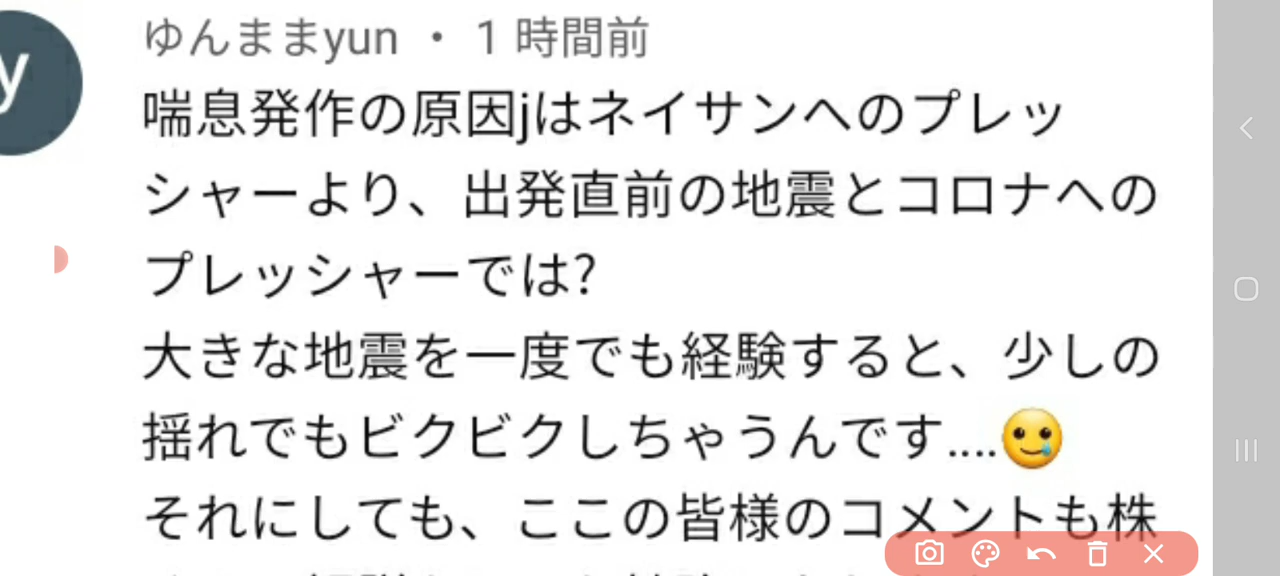 y
ゆんままyun ・ 1 時間前
喘息発作の原因jはネイサンへのプレッ
シャーより、出発直前の地震とコロナへの
プレッシャーでは?
大きな地震を一度でも経験すると、少しの
揺れでもビクビクしちゃうんです....🥲
それにしても、ここの皆様のコメントも株